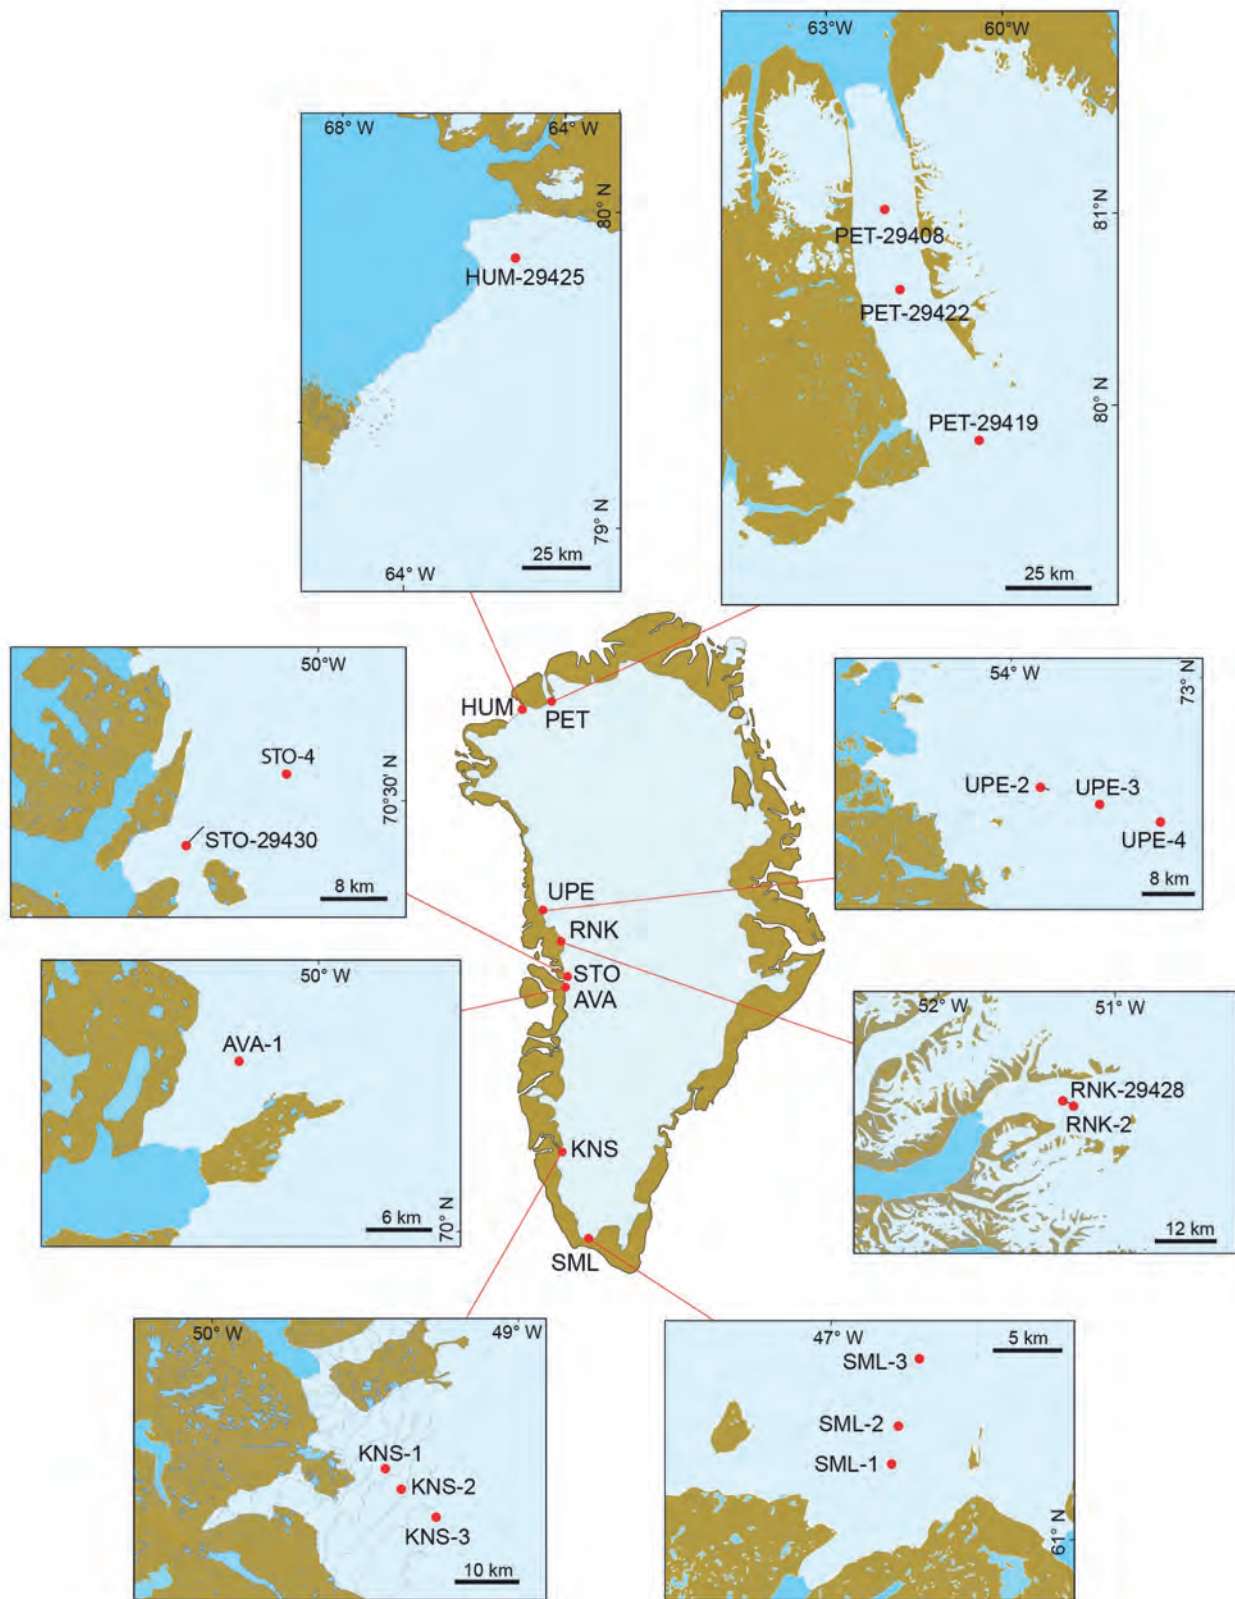 63° W
60° W
81° N
PET-29408
PET-29422
80° N
PET-29419
25 km
68° W
64° W
80° N
HUM-29425
79° N
25 km
64° W
50°W
STO-4
70°30' N
STO-29430
8 km
HUM
PET
UPE
RNK
STO
AVA
KNS
SML
54° W
73° N
UPE-2
UPE-3
UPE-4
8 km
50° W
AVA-1
6 km
70° N
52° W
51° W
RNK-29428
RNK-2
12 km
50° W
49° W
KNS-1
KNS-2
KNS-3
10 km
47° W
5 km
SML-3
SML-2
SML-1
61° N